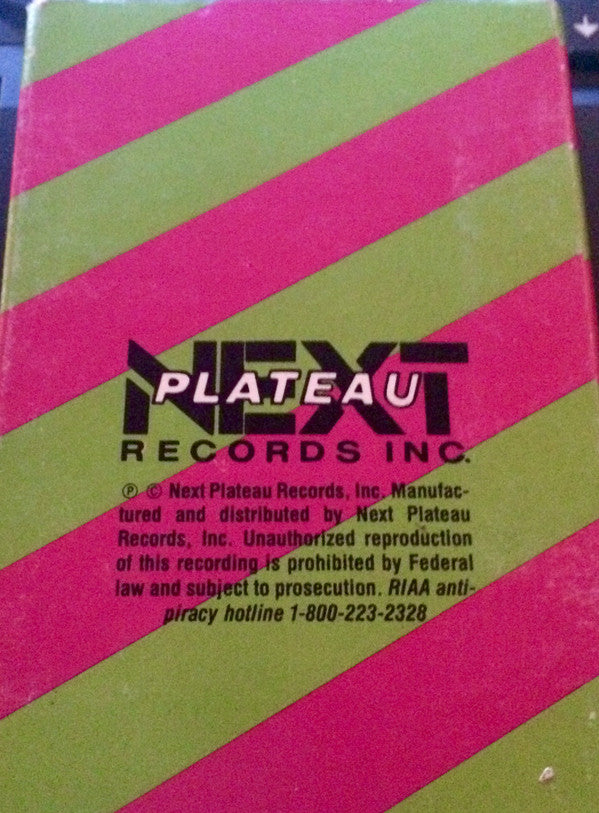 NEXT
PLATEAU
RECORDS INC.
℗ © Next Plateau Records, Inc. Manufac-
tured and distributed by Next Plateau
Records, Inc. Unauthorized reproduction
of this recording is prohibited by Federal
law and subject to prosecution. RIAA anti-
piracy hotline 1-800-223-2328